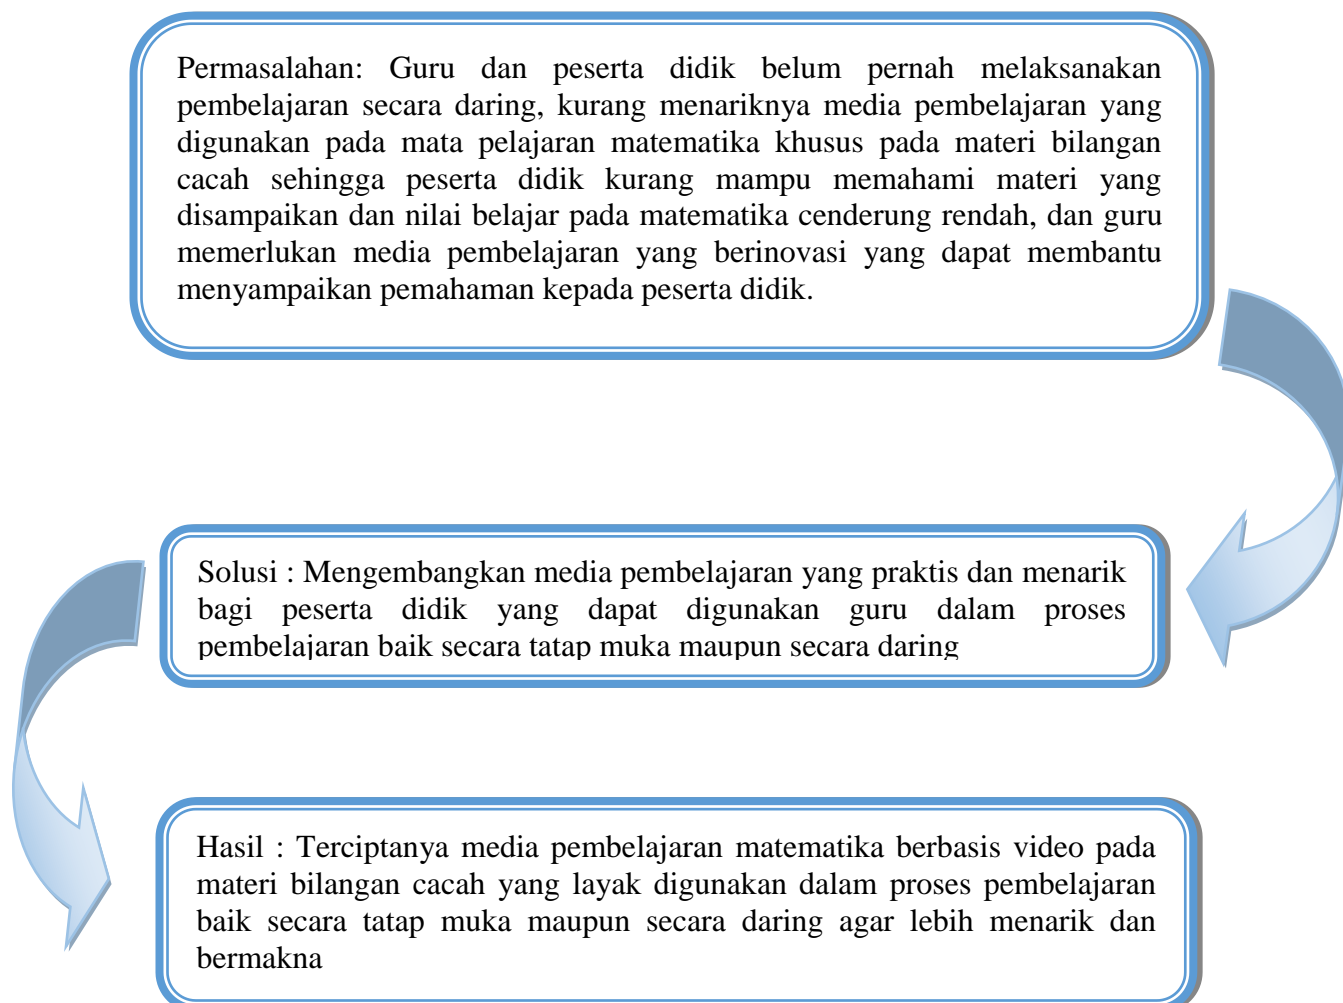 Permasalahan: Guru dan peserta didik belum pernah melaksanakan
pembelajaran secara daring, kurang menariknya media pembelajaran yang
digunakan pada mata pelajaran matematika khusus pada materi bilangan
cacah sehingga peserta didik kurang mampu memahami materi yang
disampaikan dan nilai belajar pada matematika cenderung rendah, dan guru
memerlukan media pembelajaran yang berinovasi yang dapat membantu
menyampaikan pemahaman kepada peserta didik.
Solusi : Mengembangkan media pembelajaran yang praktis dan menarik
bagi peserta didik yang dapat digunakan guru dalam proses
pembelajaran baik secara tatap muka maupun secara daring
Hasil : Terciptanya media pembelajaran matematika berbasis video pada
materi bilangan cacah yang layak digunakan dalam proses pembelajaran
baik secara tatap muka maupun secara daring agar lebih menarik dan
bermakna